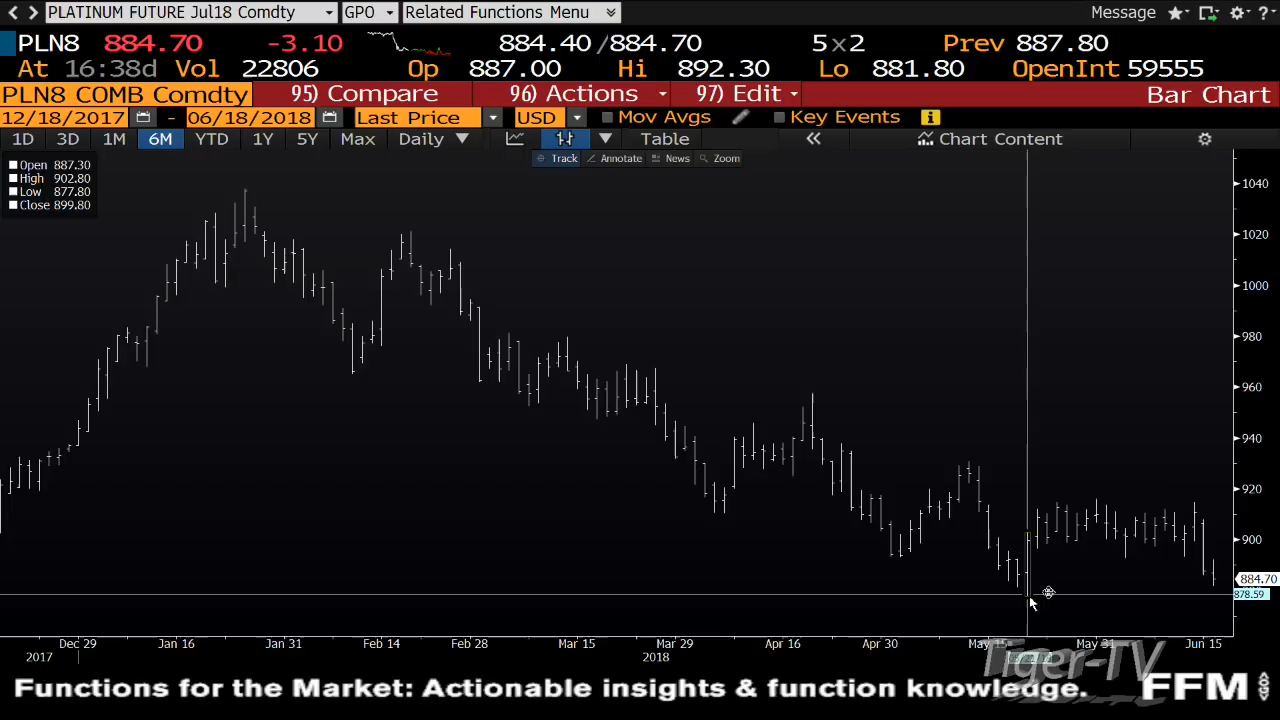 PLATINUM FUTURE Jul18 Comdty GPO Related Functions Menu Message ?
PLN8 884.70 -3.10 884.40/884.70 5x2 Prev 887.80
At 16:38d Vol 22806 Op 887.00 Hi 892.30 Lo 881.80 OpenInt 59555
PLN8 COMB Comdty 95) Compare 96) Actions 97) Edit Bar Chart
12/18/2017 - 06/18/2018 Last Price USD Mov Avgs Key Events i
1D 3D 1M 6M YTD 1Y 5Y Max Daily Table « Chart Content
Track Annotate News Zoom
Open 887.30
High 902.80
Low 877.80
Close 899.80
1040
1020
1000
980
960
940
920
900
884.70
878.59
Dec 29 Jan 16 Jan 31 Feb 14 Feb 28 Mar 15 Mar 29 Apr 16 Apr 30 May 15 May 31 Jun 15
2017 2018
Tiger-TV
Functions for the Market: Actionable insights & function knowledge. FFM